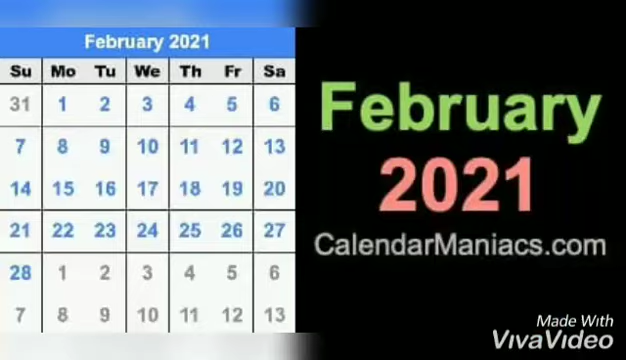 February 2021
Su Mo Tu We Th Fr Sa
31 1 2 3 4 5 6
7 8 9 10 11 12 13
14 15 16 17 18 19 20
21 22 23 24 25 26 27
28 1 2 3 4 5 6
7 8 9 10 11 12 13
February
2021
CalendarManiacs.com
Made With
VivaVideo